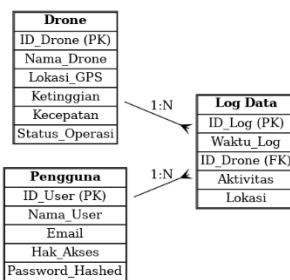 Drone
ID_Drone (PK)
Nama_Drone
Lokasi_GPS
Ketinggian
Kecepatan
Status_Operasi
1:N
Log Data
ID_Log (PK)
Waktu_Log
ID_Drone (FK)
Aktivitas
Lokasi
1:N
Pengguna
ID_User (PK)
Nama_User
Email
Hak_Akses
Password_Hashed